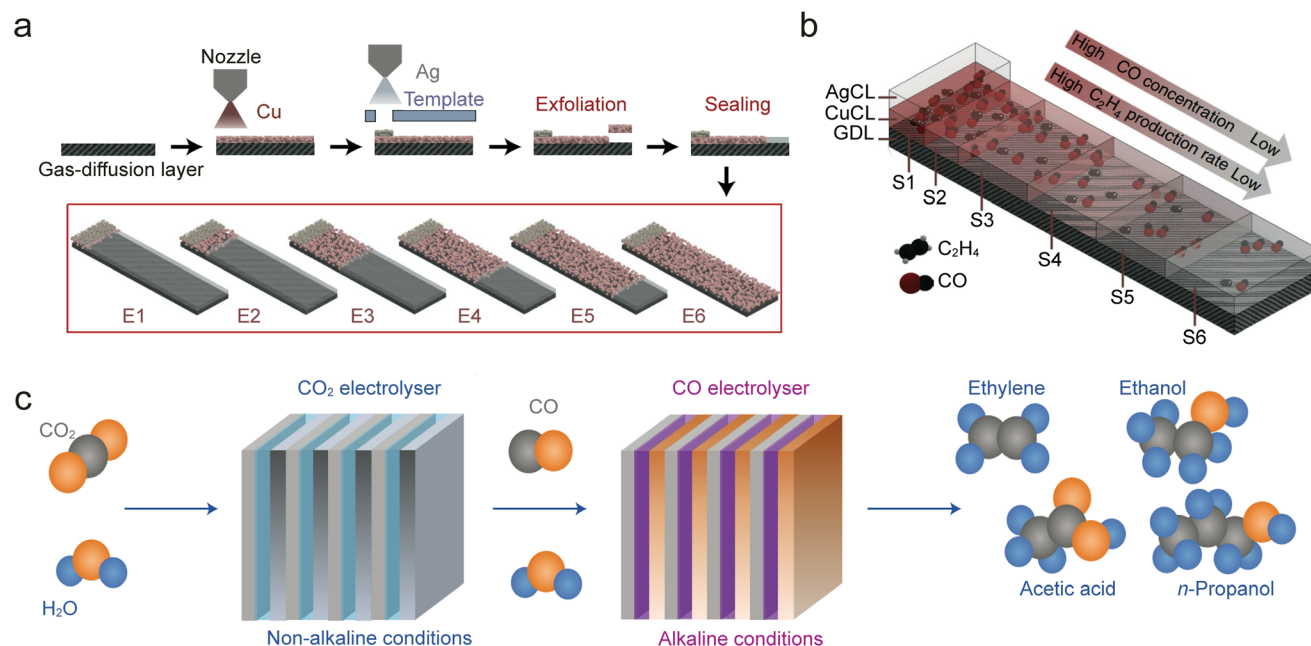 a
Nozzle
Cu
Ag
Template
Exfoliation
Sealing
Gas-diffusion layer
E1
E2
E3
E4
E5
E6
b
High CO concentration Low
High C₂H₄ production rate Low
AgCL
CuCL
GDL
S1
S2
S3
S4
S5
S6
C₂H₄
CO
c
CO₂
H₂O
CO₂ electrolyser
Non-alkaline conditions
CO
CO electrolyser
Alkaline conditions
Ethylene
Ethanol
Acetic acid
n-Propanol